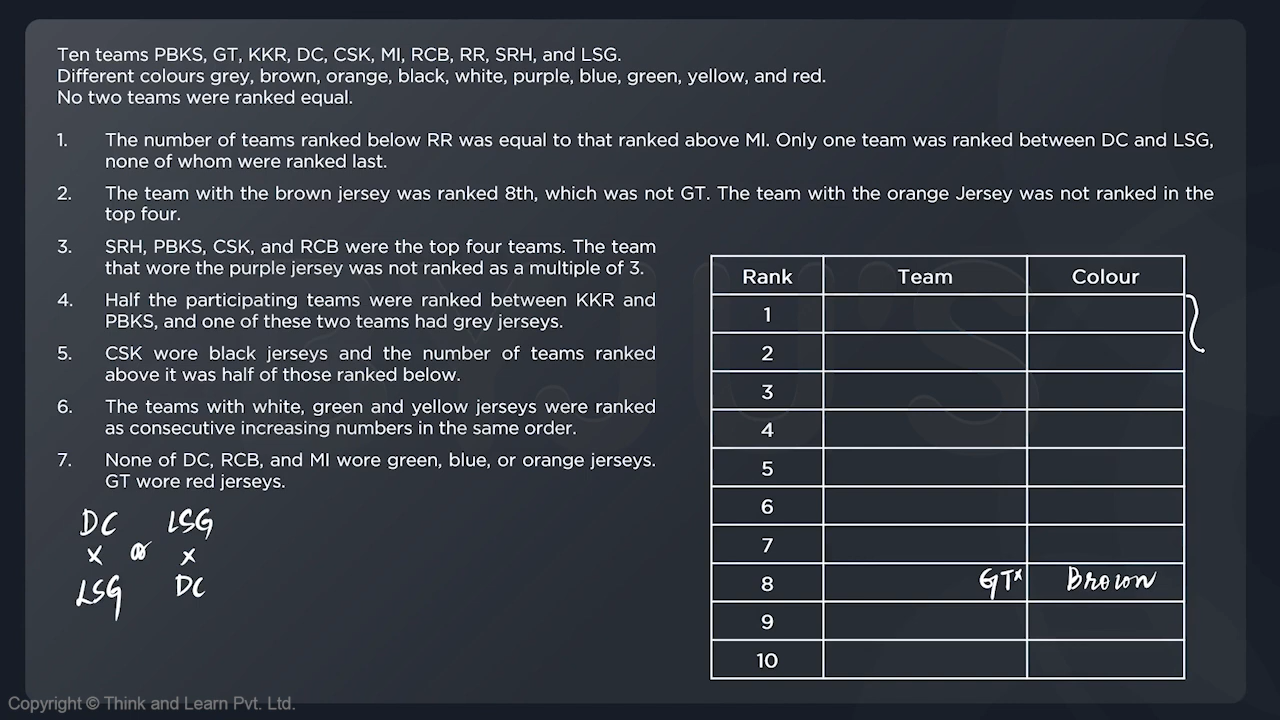 Ten teams PBKS, GT, KKR, DC, CSK, MI, RCB, RR, SRH, and LSG.
Different colours grey, brown, orange, black, white, purple, blue, green, yellow, and red.
No two teams were ranked equal.
1. The number of teams ranked below RR was equal to that ranked above MI. Only one team was ranked between DC and LSG,
none of whom were ranked last.
2. The team with the brown jersey was ranked 8th, which was not GT. The team with the orange Jersey was not ranked in the
top four.
3. SRH, PBKS, CSK, and RCB were the top four teams. The team
that wore the purple jersey was not ranked as a multiple of 3.
4. Half the participating teams were ranked between KKR and
PBKS, and one of these two teams had grey jerseys.
5. CSK wore black jerseys and the number of teams ranked
above it was half of those ranked below.
6. The teams with white, green and yellow jerseys were ranked
as consecutive increasing numbers in the same order.
7. None of DC, RCB, and MI wore green, blue, or orange jerseys.
GT wore red jerseys.
DC LSG
x or x
LSG DC
Rank Team Colour
1
2
3
4
5
6
7
8 GTx Brown
9
10
Copyright © Think and Learn Pvt. Ltd.